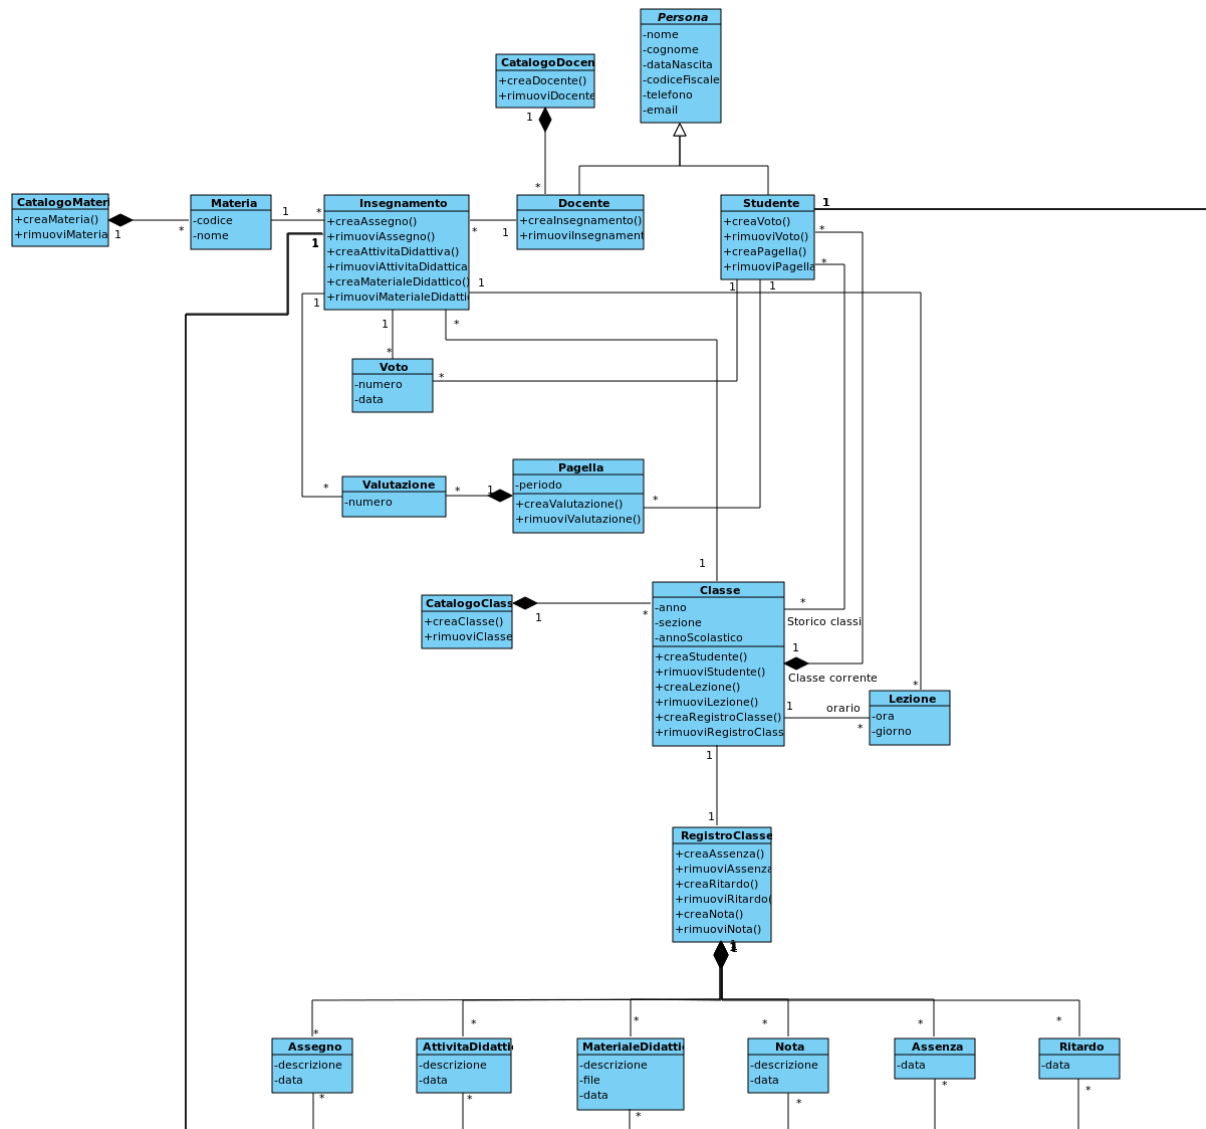 Persona
-nome
-cognome
-dataNascita
-codiceFiscale
-telefono
-email
CatalogoDocen
+creaDocente()
+rimuoviDocente
1
*
CatalogoMateri
+creaMateria()
+rimuoviMateria
1
*
Materia
-codice
-nome
1
*
Insegnamento
+creaAssegno()
+rimuoviAssegno()
+creaAttivitaDidattiva()
+rimuoviAttivitaDidattica
+creaMaterialeDidattico()
+rimuoviMaterialeDidatti
*
1
Docente
+creaInsegnamento()
+rimuoviInsegnament
Studente
+creaVoto()
+rimuoviVoto()
+creaPagella()
+rimuoviPagella
1
*
*
1
1
1
1
1
1
*
*
Voto
-numero
-data
*
Pagella
-periodo
+creaValutazione()
+rimuoviValutazione()
*
Valutazione
-numero
*
*
1
1
Classe
-anno
-sezione
-annoScolastico
+creaStudente()
+rimuoviStudente()
+creaLezione()
+rimuoviLezione()
+creaRegistroClasse()
+rimuoviRegistroClass
CatalogoClass
+creaClasse()
+rimuoviClasse
1
*
*
Storico classi
1
Classe corrente
1
orario
*
*
Lezione
-ora
-giorno
1
1
RegistroClasse
+creaAssenza()
+rimuoviAssenza
+creaRitardo()
+rimuoviRitardo(
+creaNota()
+rimuoviNota()
1
*
*
*
*
*
*
Assegno
-descrizione
-data
*
AttivitaDidatti
-descrizione
-data
*
MaterialeDidatti
-descrizione
-file
-data
*
Nota
-descrizione
-data
*
Assenza
-data
*
Ritardo
-data
*